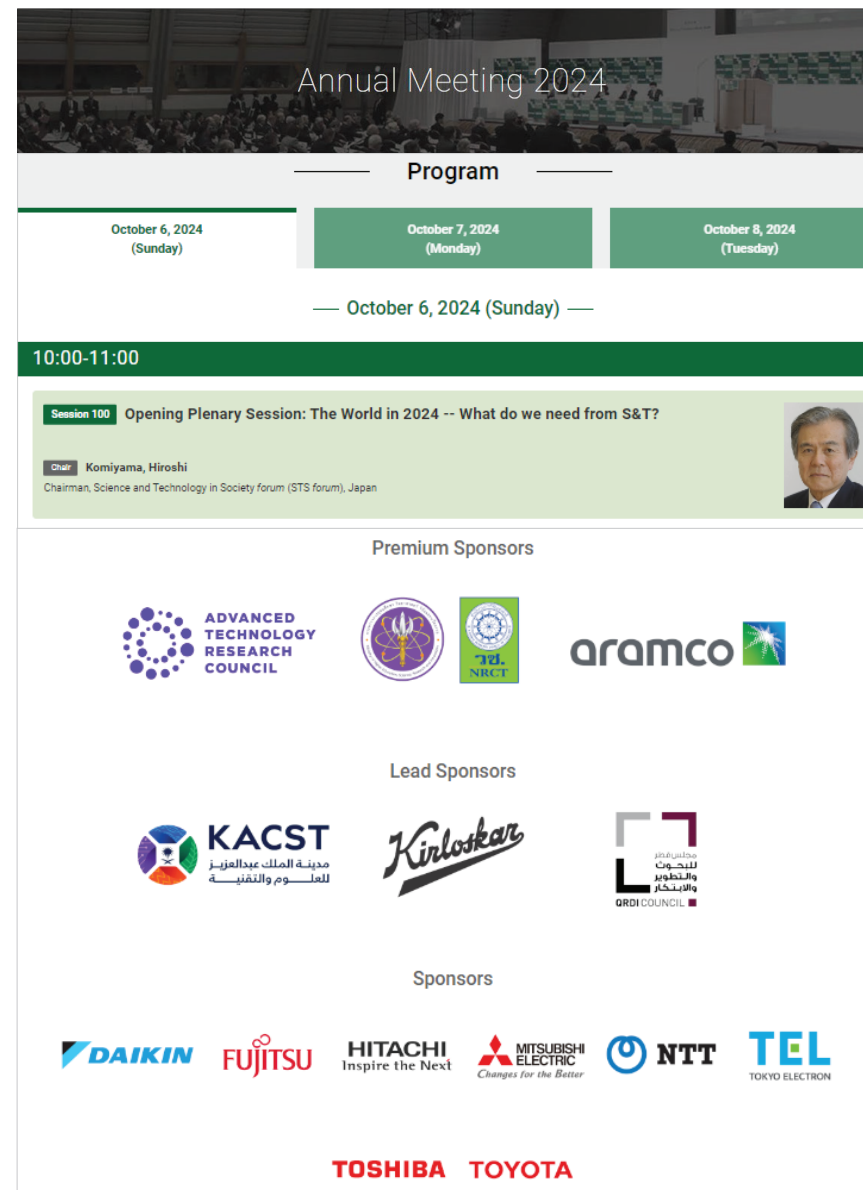 Annual Meeting 2024
Program
October 6, 2024
(Sunday)
October 7, 2024
(Monday)
October 8, 2024
(Tuesday)
October 6, 2024 (Sunday)
10:00-11:00
Session 100 Opening Plenary Session: The World in 2024 -- What do we need from S&T?
Chair Komiyama, Hiroshi
Chairman, Science and Technology in Society forum (STS forum), Japan
Premium Sponsors
ADVANCED
TECHNOLOGY
RESEARCH
COUNCIL
วช.
NRCT
aramco
Lead Sponsors
KACST
مدينة الملك عبدالعزيز
للعلوم والتقنية
Kirloskar
مجلس قطر
للبحوث
والتطوير
والابتكار
QRDI COUNCIL
Sponsors
DAIKIN
FUJITSU
HITACHI
Inspire the Next
MITSUBISHI
ELECTRIC
Changes for the Better
NTT
TEL
TOKYO ELECTRON
TOSHIBA TOYOTA